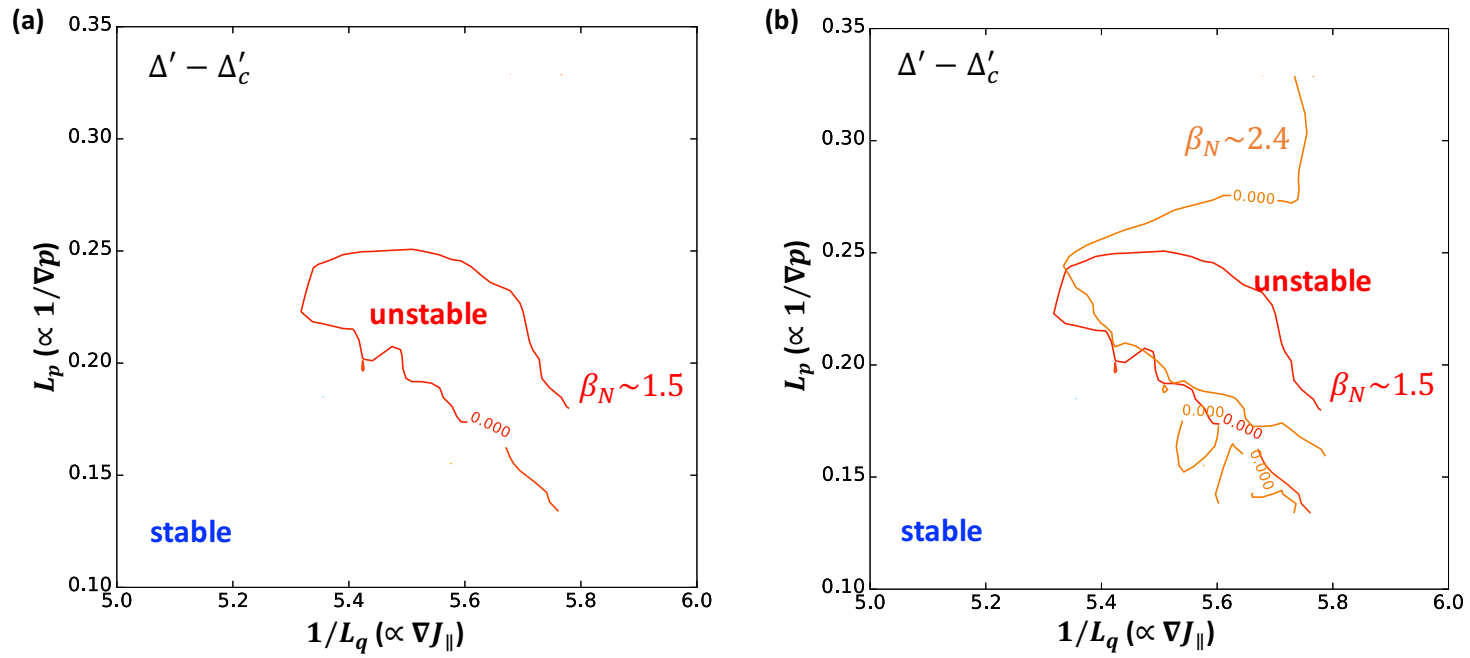 (a)
Δ′ − Δ′c
0.35
0.30
0.25
0.20
0.15
0.10
Lp (∝ 1/∇p)
unstable
βN~1.5
0.000
stable
5.0 5.2 5.4 5.6 5.8 6.0
1/Lq (∝ ∇J∥)
(b)
Δ′ − Δ′c
0.35
0.30
0.25
0.20
0.15
0.10
Lp (∝ 1/∇p)
βN~2.4
0.000
unstable
βN~1.5
0.000
0.000
0.000
stable
5.0 5.2 5.4 5.6 5.8 6.0
1/Lq (∝ ∇J∥)